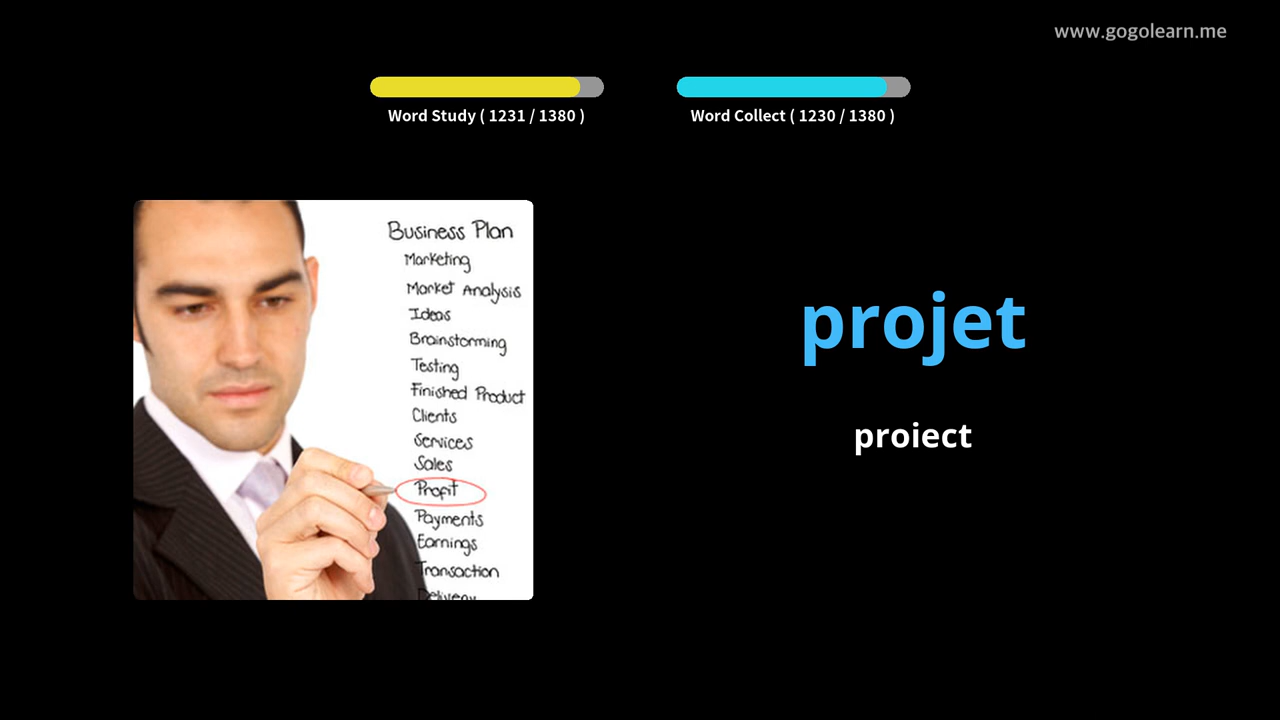 www.gogolearn.me
Word Study ( 1231 / 1380 )
Word Collect ( 1230 / 1380 )
Business Plan
Marketing
Market Analysis
Ideas
Brainstorming
Testing
Finished Product
Clients
Services
Sales
Profit
Payments
Earnings
Transaction
Delivery
projet
proiect